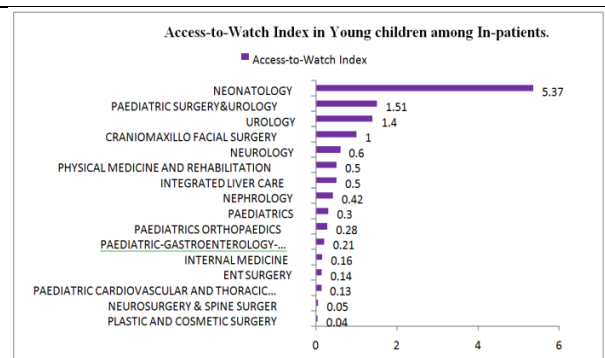 Access-to-Watch Index in Young children among In-patients.
Access-to-Watch Index
NEONATOLOGY 5.37
PAEDIATRIC SURGERY&UROLOGY 1.51
UROLOGY 1.4
CRANIOMAXILLO FACIAL SURGERY 1
NEUROLOGY 0.6
PHYSICAL MEDICINE AND REHABILITATION 0.5
INTEGRATED LIVER CARE 0.5
NEPHROLOGY 0.42
PAEDIATRICS 0.3
PAEDIATRICS ORTHOPAEDICS 0.28
PAEDIATRIC-GASTROENTEROLOGY-... 0.21
INTERNAL MEDICINE 0.16
ENT SURGERY 0.14
PAEDIATRIC CARDIOVASCULAR AND THORACIC... 0.13
NEUROSURGERY & SPINE SURGER 0.05
PLASTIC AND COSMETIC SURGERY 0.04
0 2 4 6